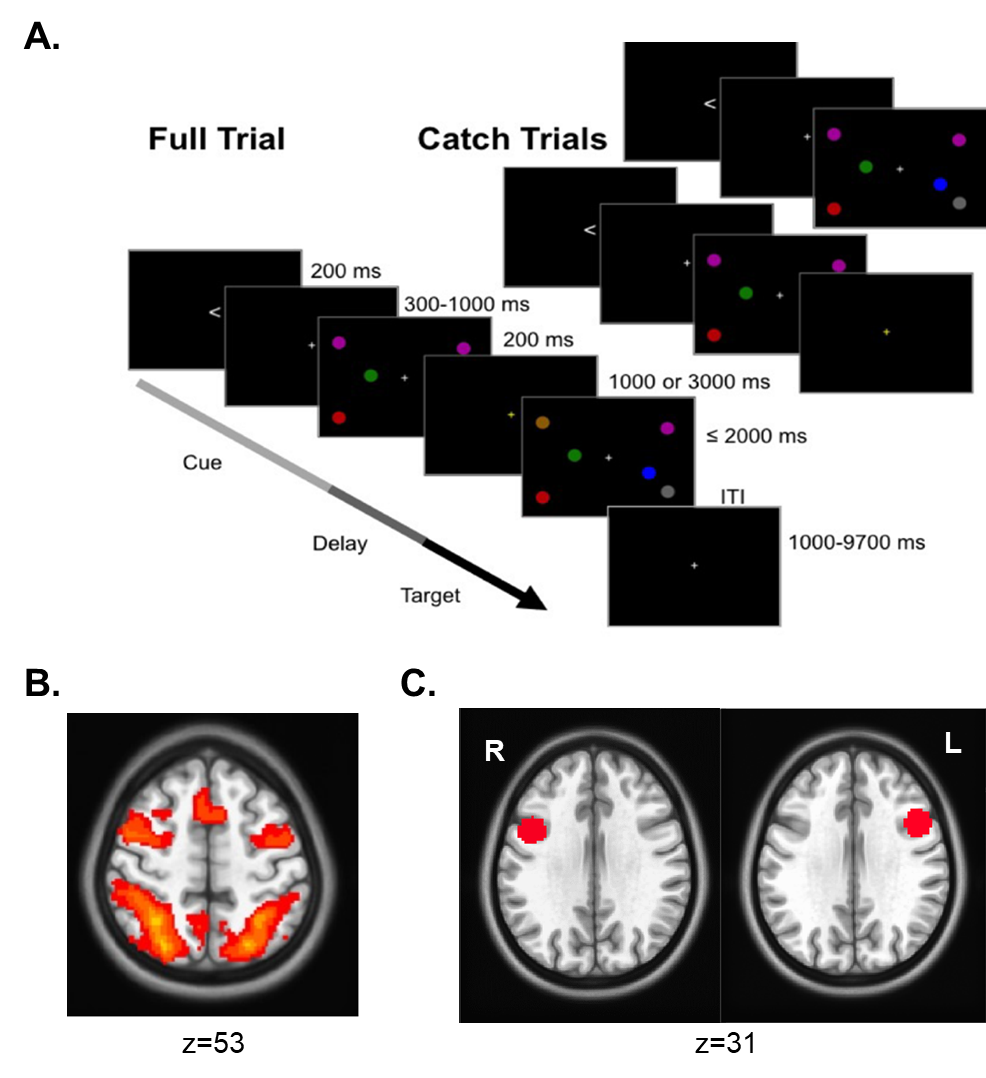 A.
Full Trial
Catch Trials
<
<
<
200 ms
300-1000 ms
200 ms
1000 or 3000 ms
≤ 2000 ms
ITI
1000-9700 ms
Cue
Delay
Target
B.
C.
R
L
z=53
z=31